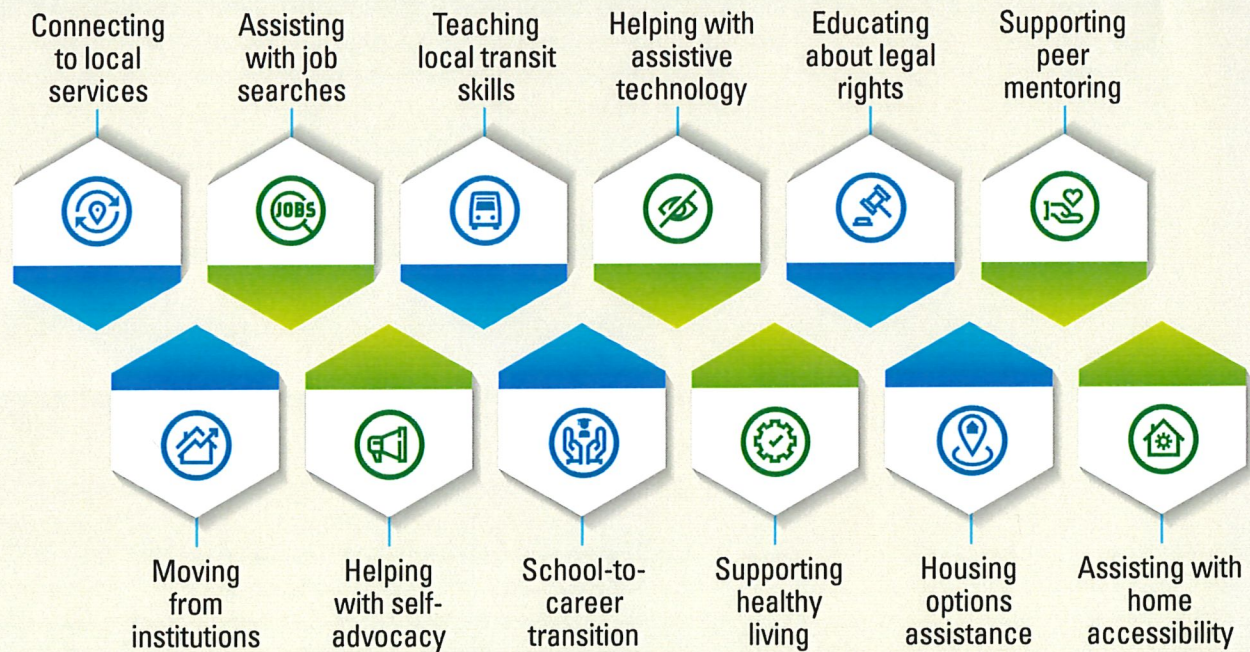 Connecting
to local
services
Assisting
with job
searches
Teaching
local transit
skills
Helping with
assistive
technology
Educating
about legal
rights
Supporting
peer
mentoring
JOBS
Moving
from
institutions
Helping
with self-
advocacy
School-to-
career
transition
Supporting
healthy
living
Housing
options
assistance
Assisting with
home
accessibility